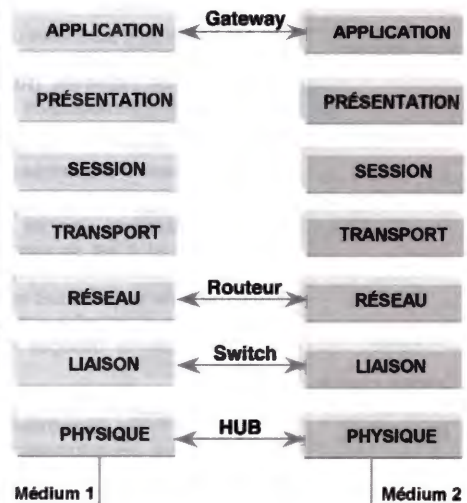 APPLICATION Gateway APPLICATION
PRÉSENTATION PRÉSENTATION
SESSION SESSION
TRANSPORT TRANSPORT
RÉSEAU Routeur RÉSEAU
LIAISON Switch LIAISON
PHYSIQUE HUB PHYSIQUE
Médium 1 Médium 2